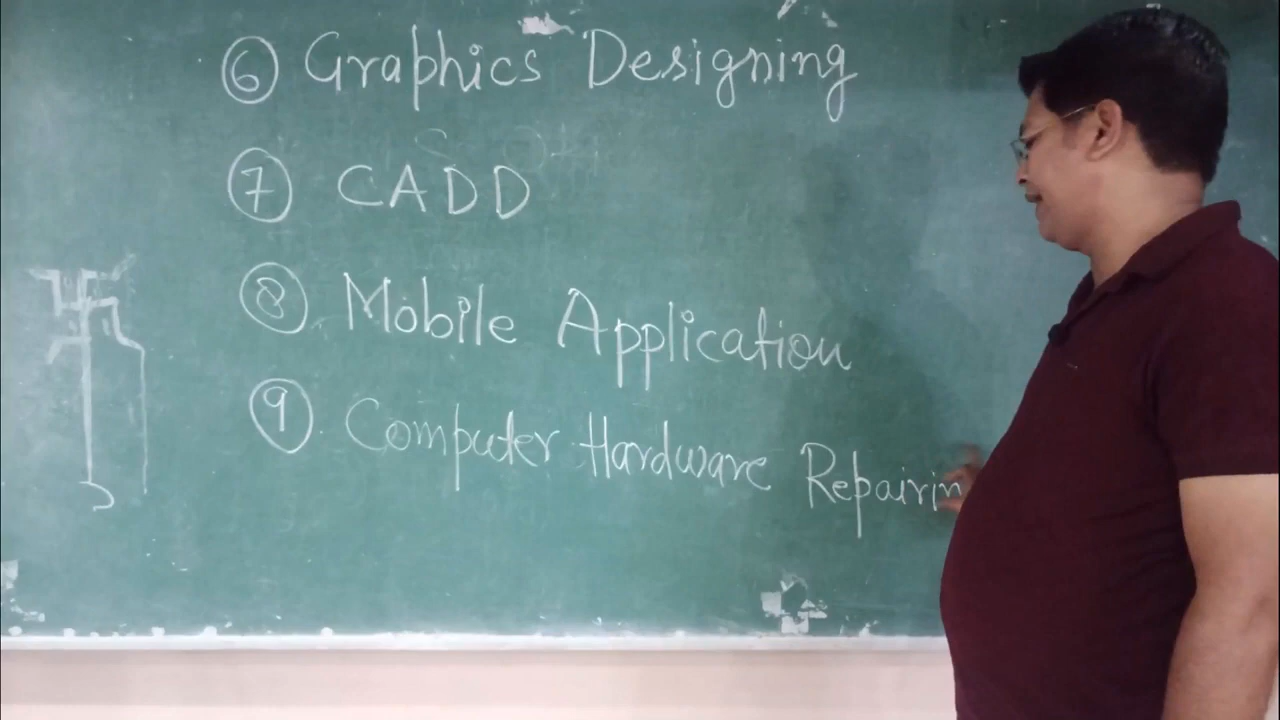 6 Graphics Designing
7 CADD
8 Mobile Application
9. Computer Hardware Repairin